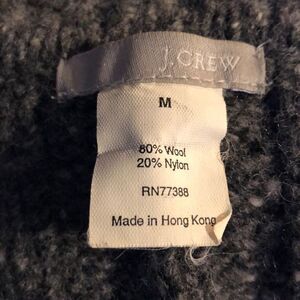 J.CREW
M
80% Wool
20% Nylon
RN77388
Made in Hong Kong